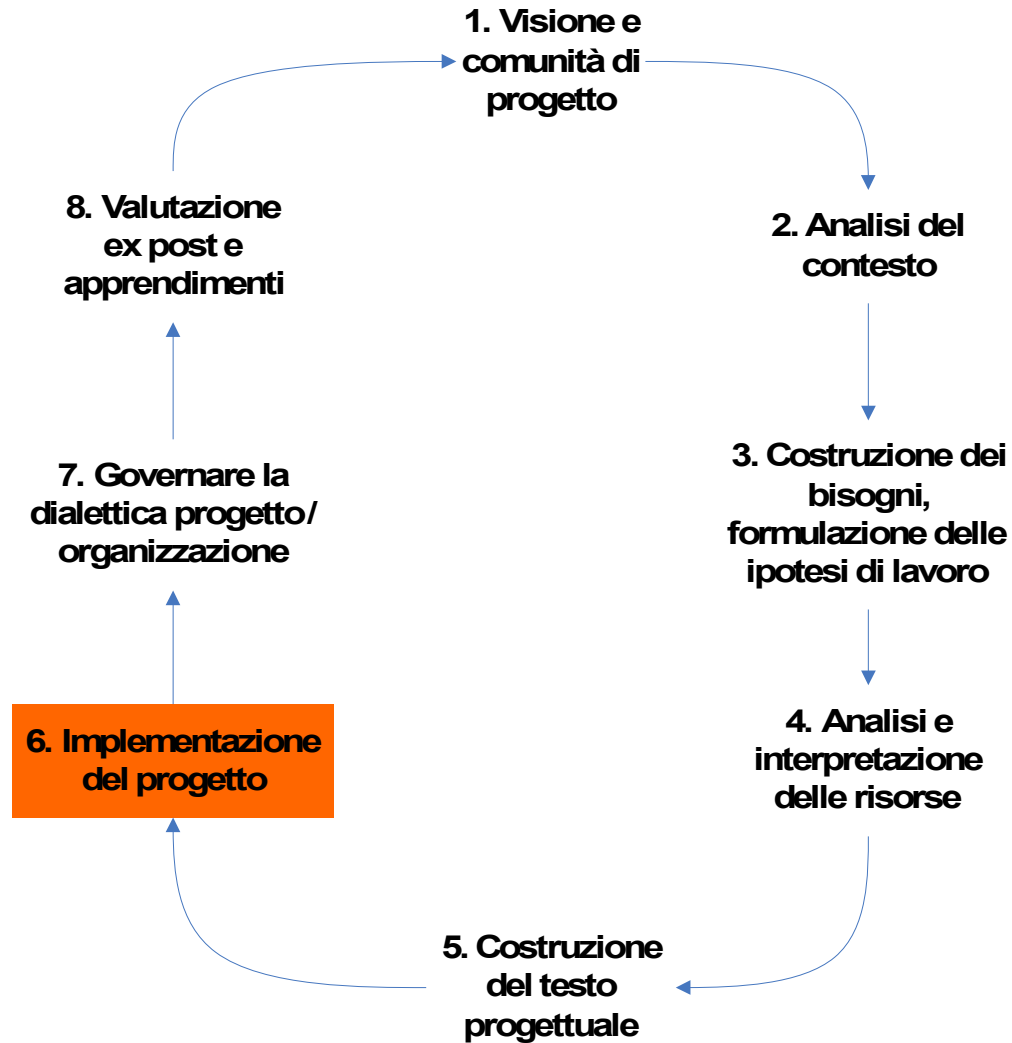 1. Visione e
comunità di
progetto
2. Analisi del
contesto
3. Costruzione dei
bisogni,
formulazione delle
ipotesi di lavoro
4. Analisi e
interpretazione
delle risorse
5. Costruzione
del testo
progettuale
6. Implementazione
del progetto
7. Governare la
dialettica progetto/
organizzazione
8. Valutazione
ex post e
apprendimenti